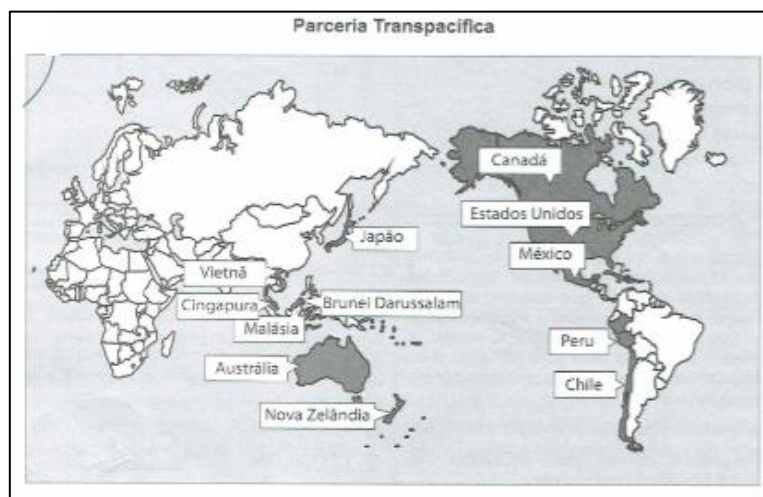 Parceria Transpacífica
Canadá
Estados Unidos
Japão
México
Vietnã
Cingapura
Brunei Darussalam
Malásia
Peru
Austrália
Chile
Nova Zelândia